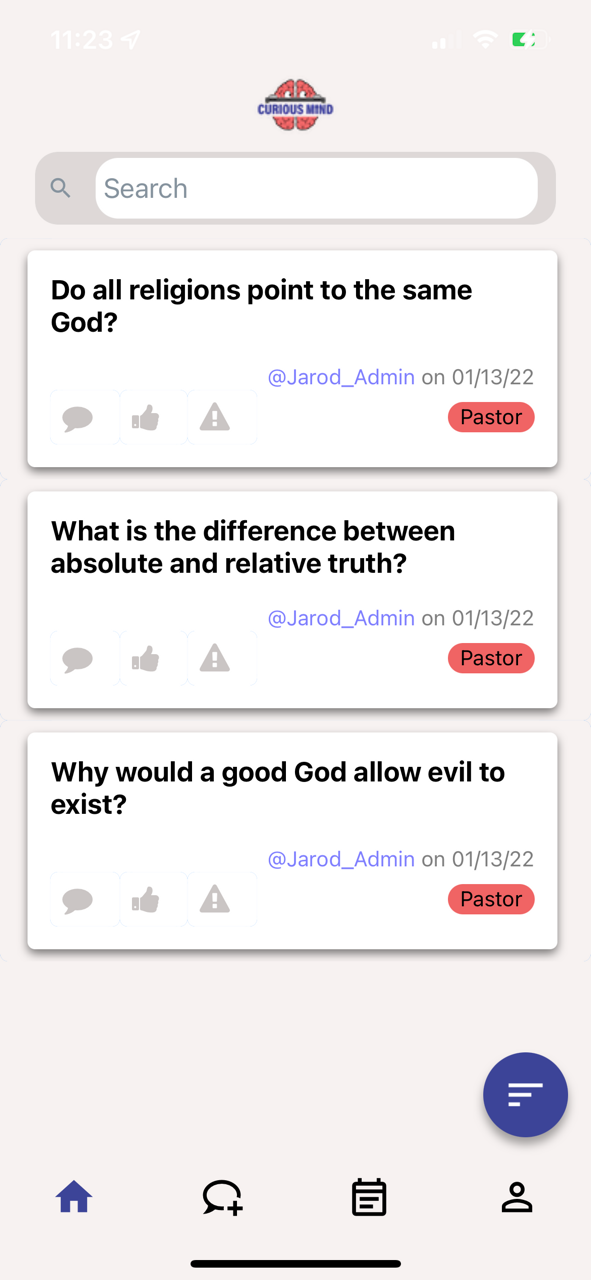 11:23
CURIOUS MIND
Search
Do all religions point to the same
God?
@Jarod_Admin on 01/13/22
Pastor
What is the difference between
absolute and relative truth?
@Jarod_Admin on 01/13/22
Pastor
Why would a good God allow evil to
exist?
@Jarod_Admin on 01/13/22
Pastor